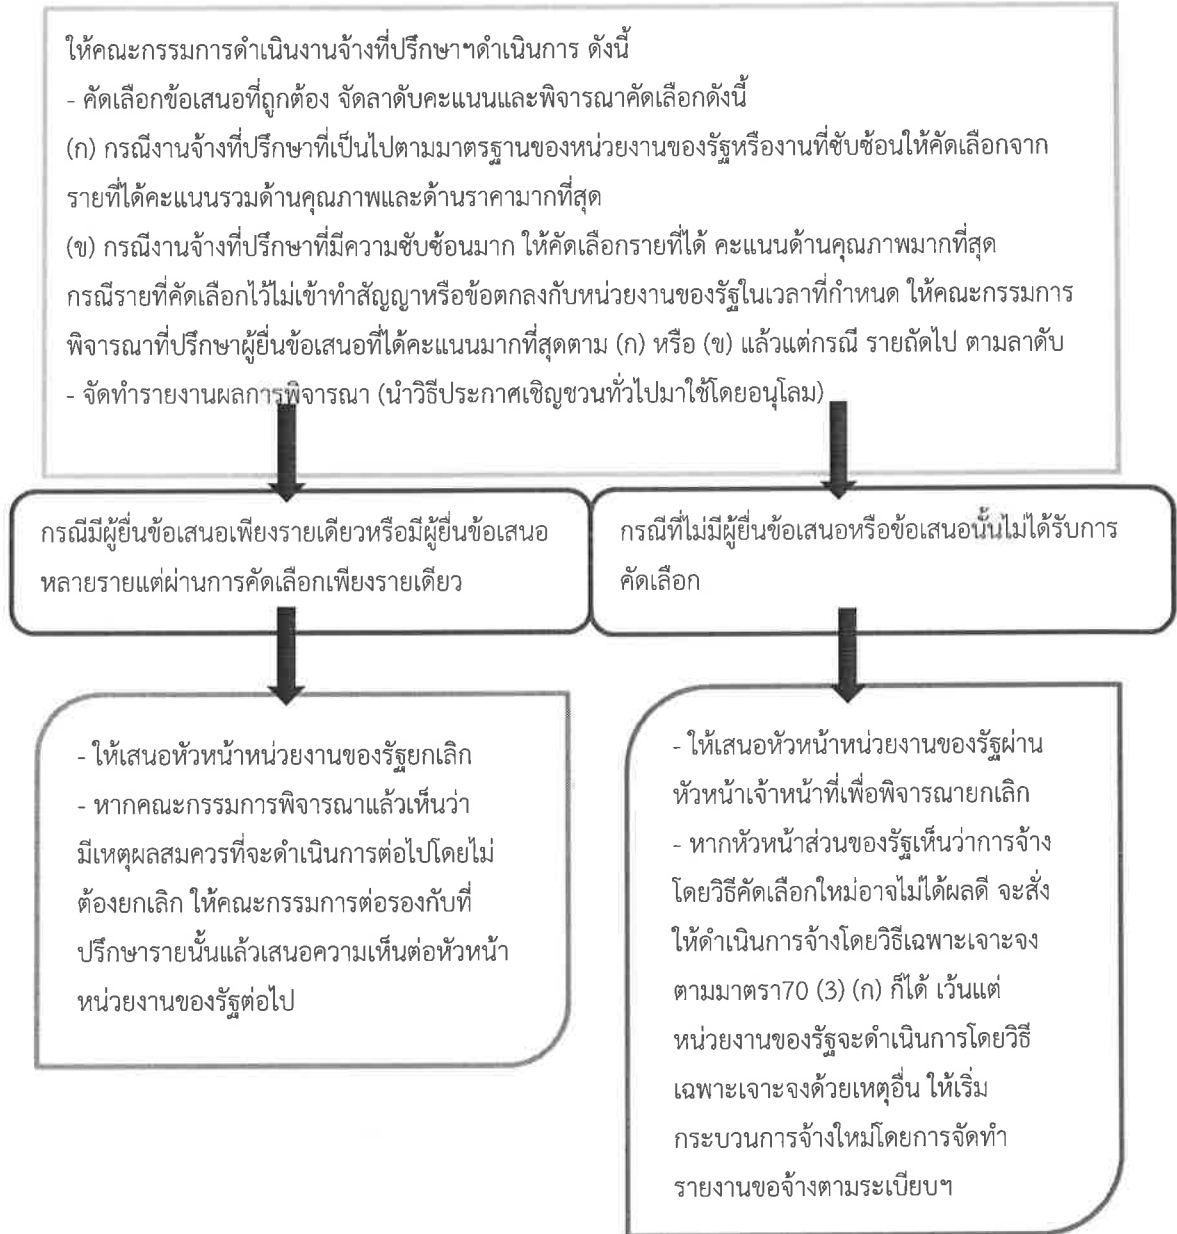 ให้คณะกรรมการดำเนินงานจ้างที่ปรึกษาฯดำเนินการ ดังนี้
- คัดเลือกข้อเสนอที่ถูกต้อง จัดลาดับคะแนนและพิจารณาคัดเลือกดังนี้
(ก) กรณีงานจ้างที่ปรึกษาที่เป็นไปตามมาตรฐานของหน่วยงานของรัฐหรืองานที่ซับซ้อนให้คัดเลือกจาก
รายที่ได้คะแนนรวมด้านคุณภาพและด้านราคามากที่สุด
(ข) กรณีงานจ้างที่ปรึกษาที่มีความซับซ้อนมาก ให้คัดเลือกรายที่ได้ คะแนนด้านคุณภาพมากที่สุด
กรณีรายที่คัดเลือกไว้ไม่เข้าทำสัญญาหรือข้อตกลงกับหน่วยงานของรัฐในเวลาที่กำหนด ให้คณะกรรมการ
พิจารณาที่ปรึกษาผู้ยื่นข้อเสนอที่ได้คะแนนมากที่สุดตาม (ก) หรือ (ข) แล้วแต่กรณี รายถัดไป ตามลาดับ
- จัดทำรายงานผลการพิจารณา (นำวิธีประกาศเชิญชวนทั่วไปมาใช้โดยอนุโลม)
กรณีมีผู้ยื่นข้อเสนอเพียงรายเดียวหรือมีผู้ยื่นข้อเสนอ
หลายรายแต่ผ่านการคัดเลือกเพียงรายเดียว
กรณีที่ไม่มีผู้ยื่นข้อเสนอหรือข้อเสนอนั้นไม่ได้รับการ
คัดเลือก
- ให้เสนอหัวหน้าหน่วยงานของรัฐยกเลิก
- หากคณะกรรมการพิจารณาแล้วเห็นว่า
มีเหตุผลสมควรที่จะดำเนินการต่อไปโดยไม่
ต้องยกเลิก ให้คณะกรรมการต่อรองกับที่
ปรึกษารายนั้นแล้วเสนอความเห็นต่อหัวหน้า
หน่วยงานของรัฐต่อไป
- ให้เสนอหัวหน้าหน่วยงานของรัฐผ่าน
หัวหน้าเจ้าหน้าที่เพื่อพิจารณายกเลิก
- หากหัวหน้าส่วนของรัฐเห็นว่าการจ้าง
โดยวิธีคัดเลือกใหม่อาจไม่ได้ผลดี จะสั่ง
ให้ดำเนินการจ้างโดยวิธีเฉพาะเจาะจง
ตามมาตรา70 (3) (ก) ก็ได้ เว้นแต่
หน่วยงานของรัฐจะดำเนินการโดยวิธี
เฉพาะเจาะจงด้วยเหตุอื่น ให้เริ่ม
กระบวนการจ้างใหม่โดยการจัดทำ
รายงานขอจ้างตามระเบียบฯ